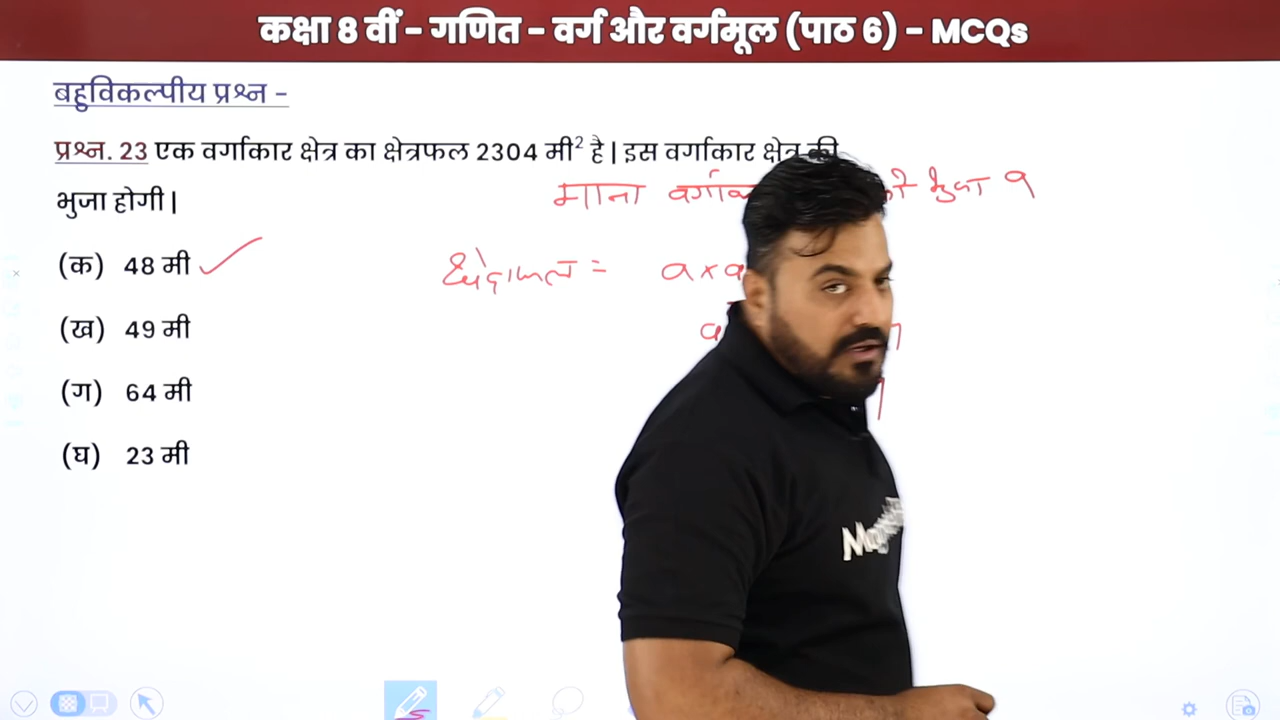 कक्षा 8 वीं - गणित - वर्ग और वर्गमूल (पाठ 6) - MCQs
बहुविकल्पीय प्रश्न -
प्रश्न. 23 एक वर्गाकार क्षेत्र का क्षेत्रफल 2304 मी² है | इस वर्गाकार क्षेत्र की
माना भुजा a
भुजा होगी |
(क) 48 मी
क्षेत्रफल = a x a
(ख) 49 मी
a
(ग) 64 मी
(घ) 23 मी